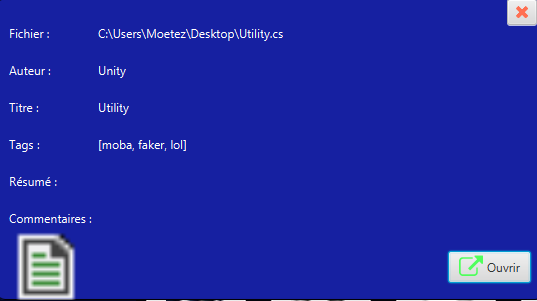 Fichier : C:\Users\Moetez\Desktop\Utility.cs
Auteur : Unity
Titre : Utility
Tags : [moba, faker, lol]
Résumé :
Commentaires :
Ouvrir